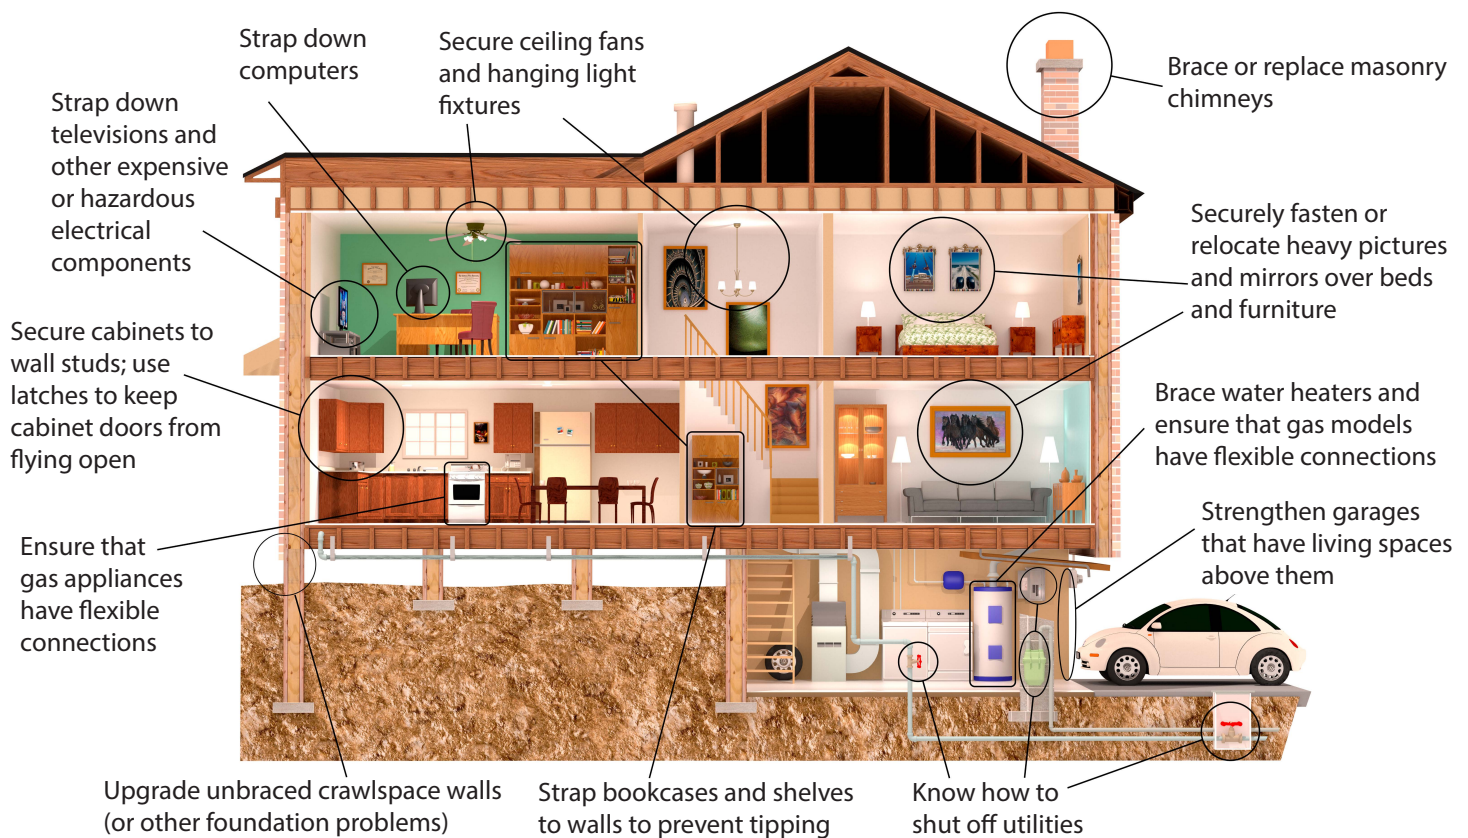 Strap down
computers
Secure ceiling fans
and hanging light
fixtures
Brace or replace masonry
chimneys
Strap down
televisions and
other expensive
or hazardous
electrical
components
Securely fasten or
relocate heavy pictures
and mirrors over beds
and furniture
Secure cabinets to
wall studs; use
latches to keep
cabinet doors from
flying open
Brace water heaters and
ensure that gas models
have flexible connections
Ensure that
gas appliances
have flexible
connections
Strengthen garages
that have living spaces
above them
Upgrade unbraced crawlspace walls
(or other foundation problems)
Strap bookcases and shelves
to walls to prevent tipping
Know how to
shut off utilities